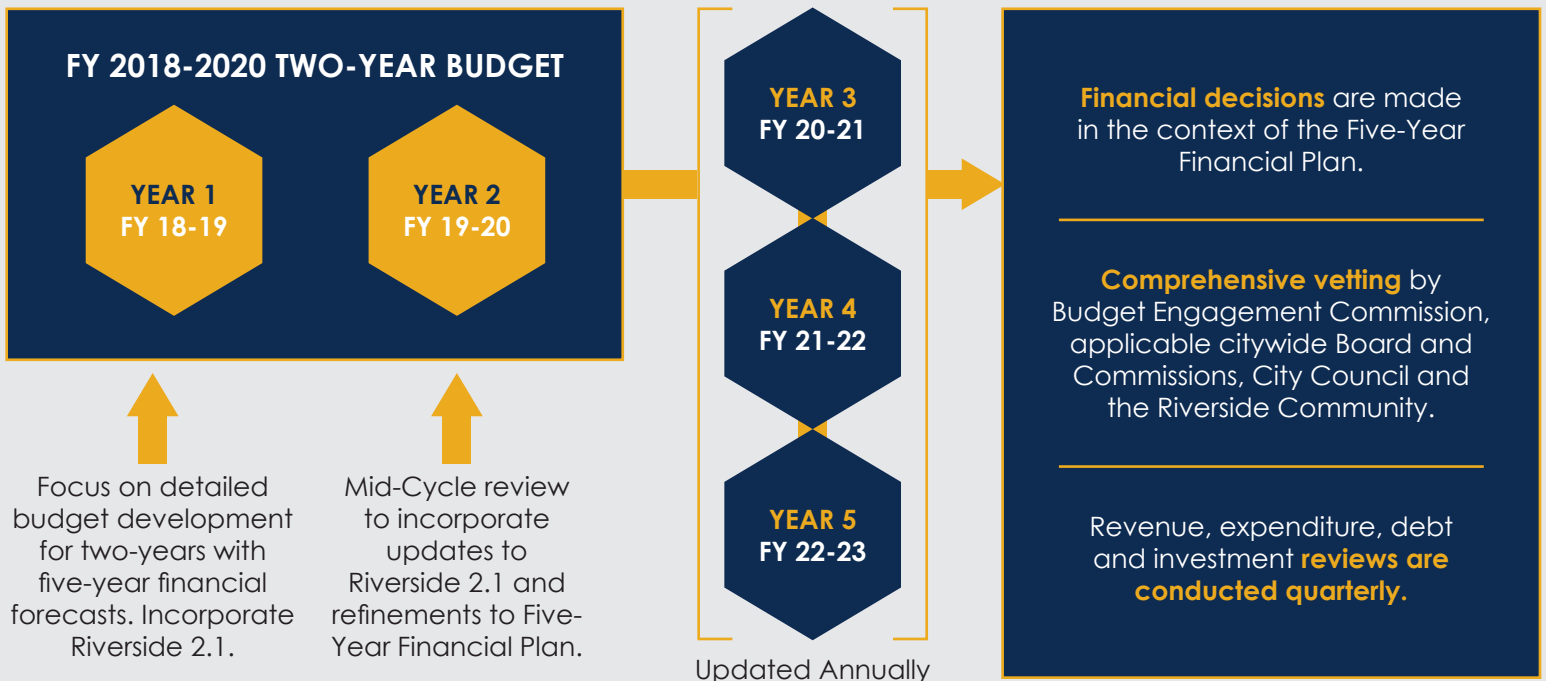 FY 2018-2020 TWO-YEAR BUDGET
YEAR 1
FY 18-19
YEAR 2
FY 19-20
Focus on detailed
budget development
for two-years with
five-year financial
forecasts. Incorporate
Riverside 2.1.
Mid-Cycle review
to incorporate
updates to
Riverside 2.1 and
refinements to Five-
Year Financial Plan.
YEAR 3
FY 20-21
YEAR 4
FY 21-22
YEAR 5
FY 22-23
Updated Annually
Financial decisions are made
in the context of the Five-Year
Financial Plan.
Comprehensive vetting by
Budget Engagement Commission,
applicable citywide Board and
Commissions, City Council and
the Riverside Community.
Revenue, expenditure, debt
and investment reviews are
conducted quarterly.